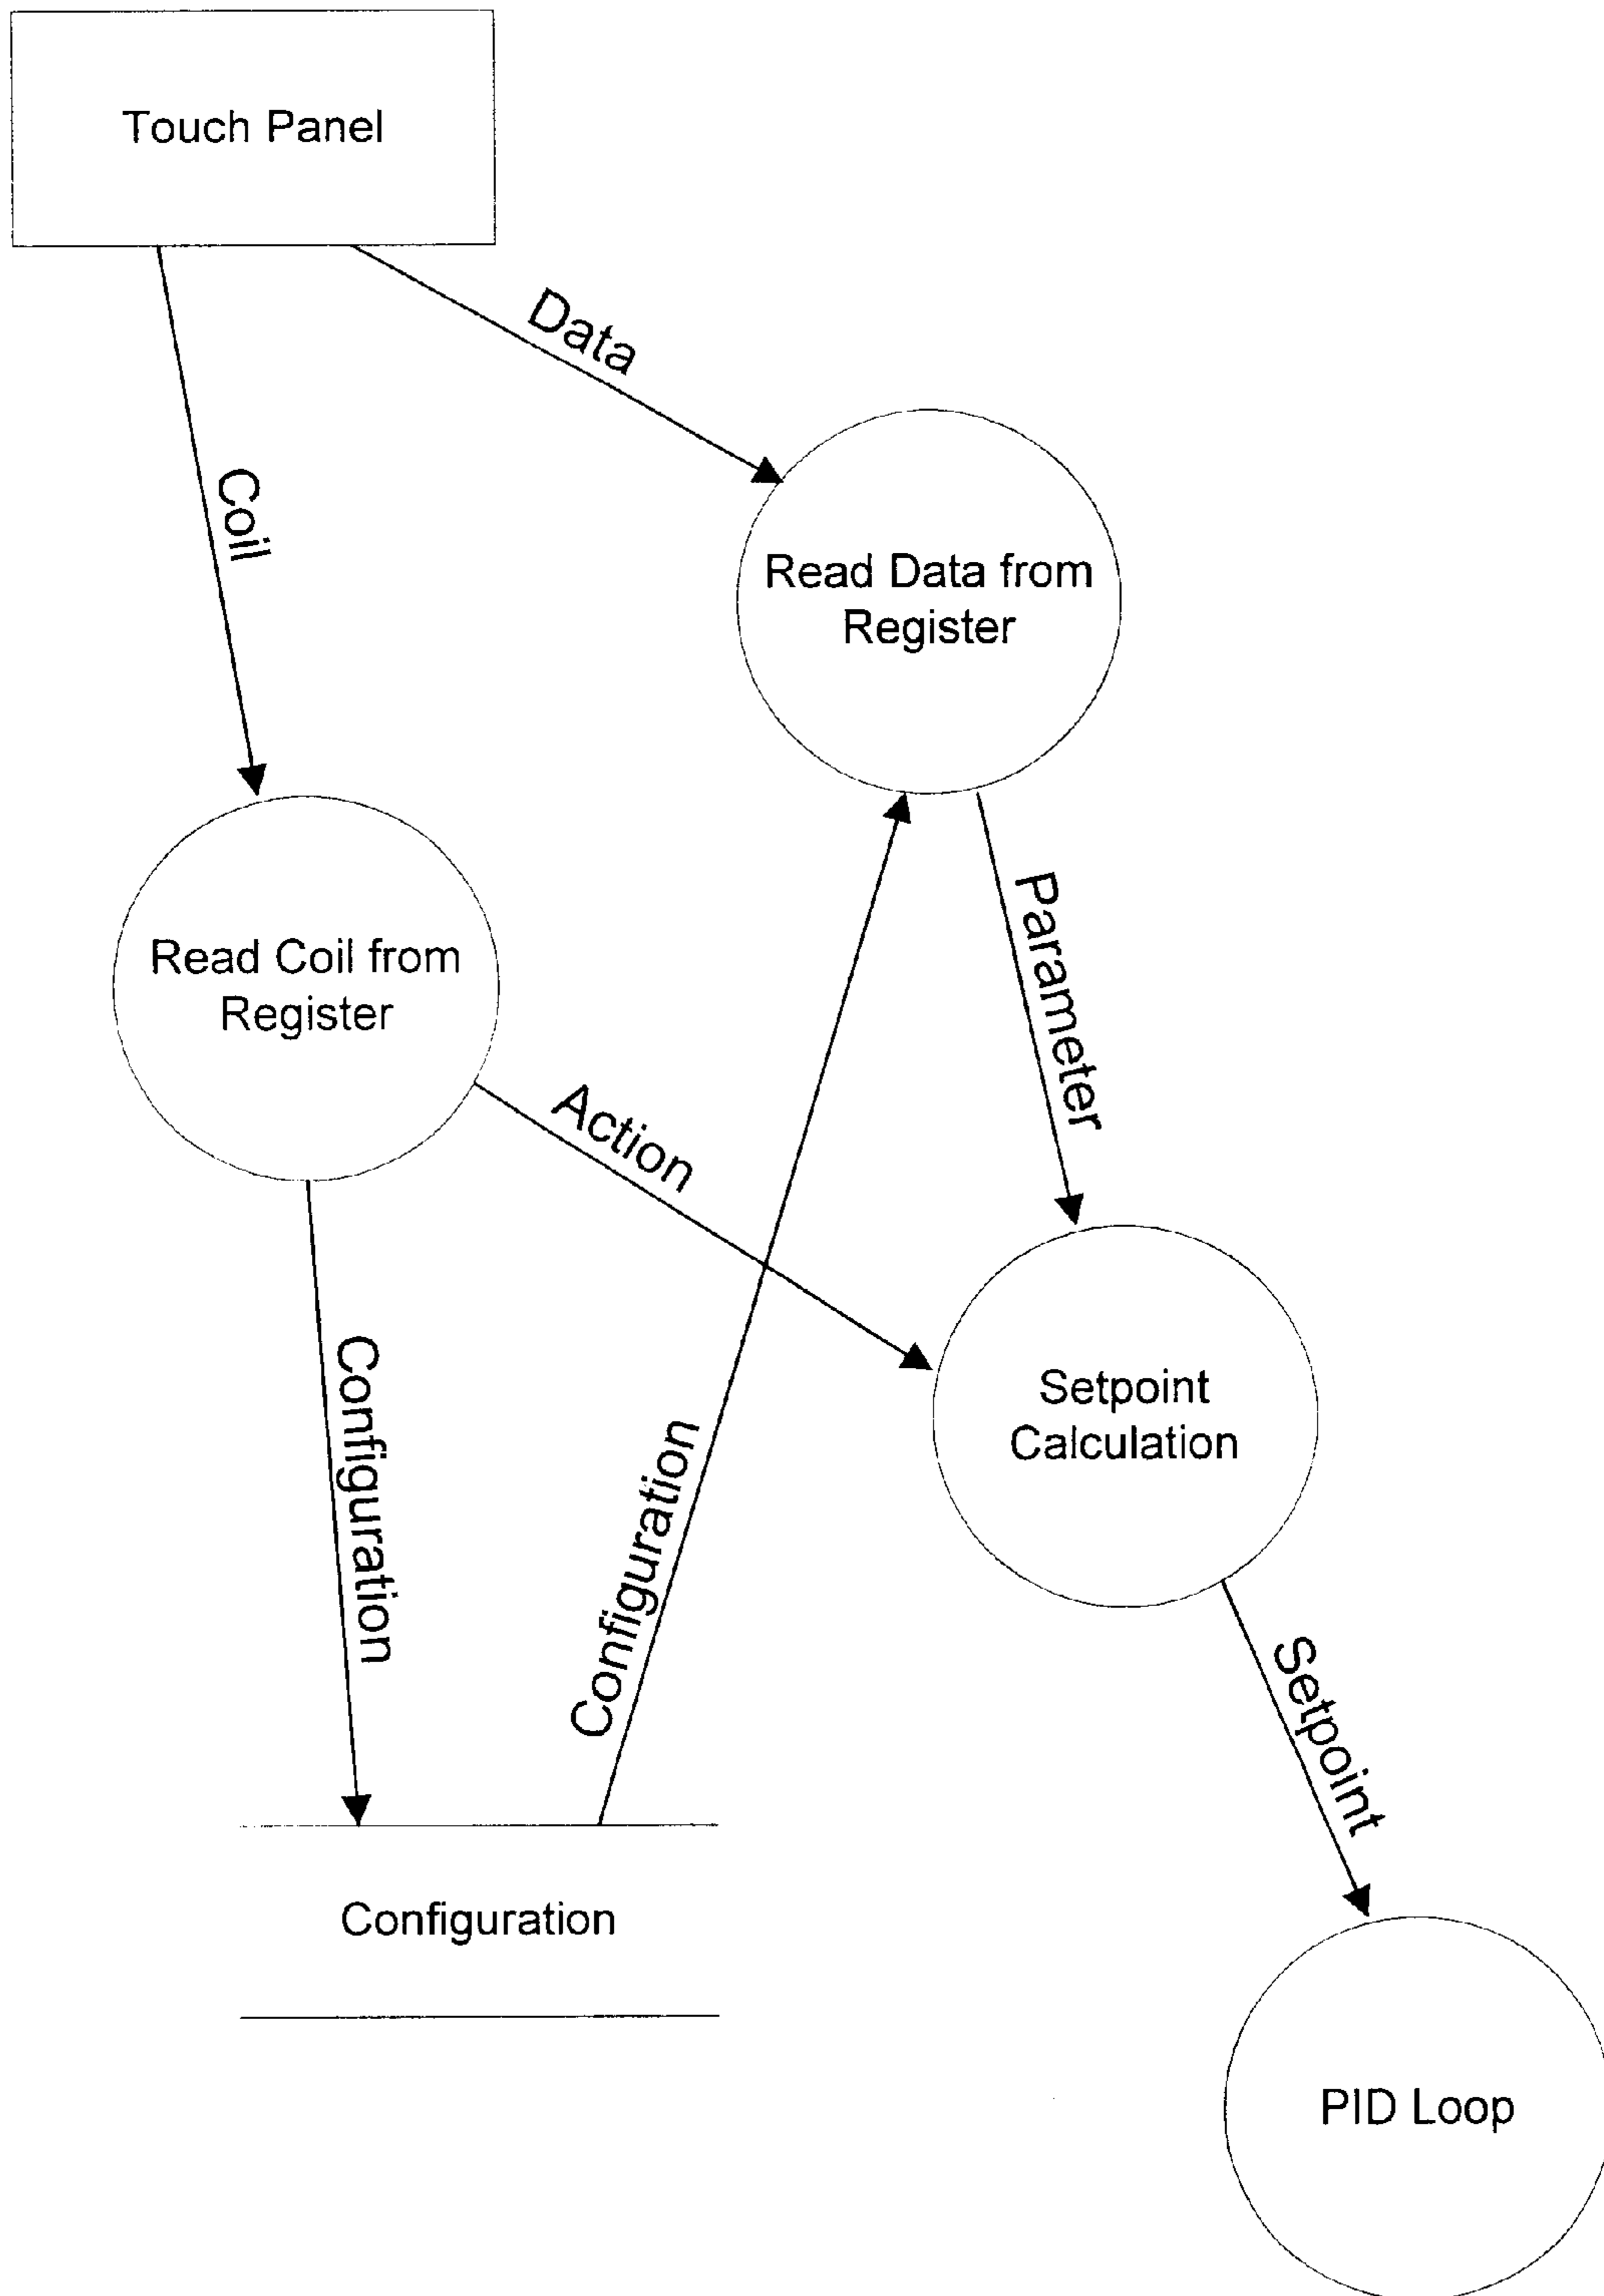 Touch Panel
Data
Coil
Read Data from
Register
Parameter
Read Coil from
Register
Action
Configuration
Configuration
Setpoint
Calculation
Setpoint
Configuration
PID Loop